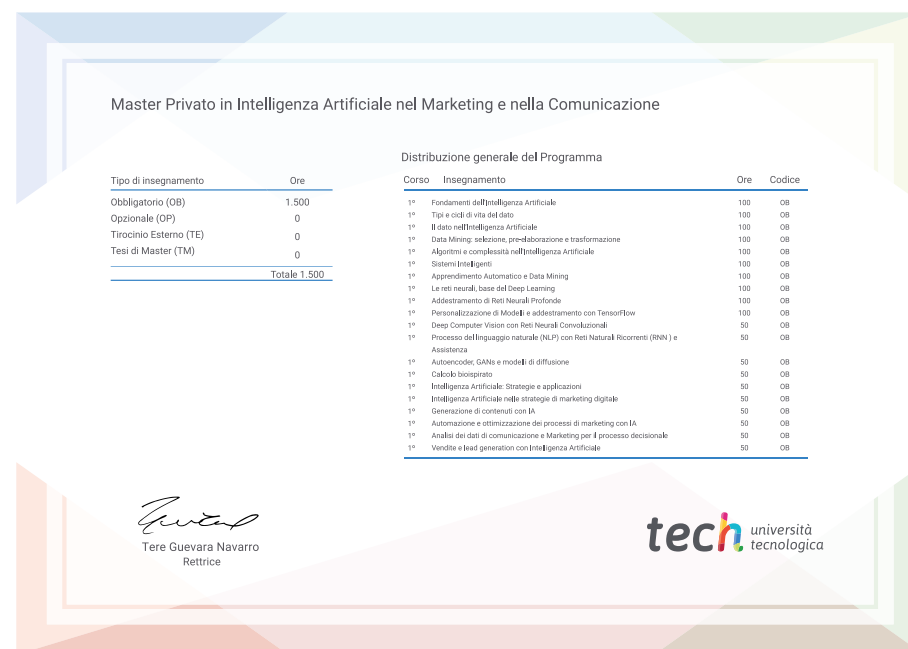 Master Privato in Intelligenza Artificiale nel Marketing e nella Comunicazione
Tipo di insegnamento Ore
Obbligatorio (OB) 1.500
Opzionale (OP) 0
Tirocinio Esterno (TE) 0
Tesi di Master (TM) 0
Totale 1.500
Distribuzione generale del Programma
Corso Insegnamento Ore Codice
1º Fondamenti dell'Intelligenza Artificiale 100 OB
1º Tipi e cicli di vita del dato 100 OB
1º Il dato nell'Intelligenza Artificiale 100 OB
1º Data Mining: selezione, pre-elaborazione e trasformazione 100 OB
1º Algoritmi e complessità nell'Intelligenza Artificiale 100 OB
1º Sistemi Intelligenti 100 OB
1º Apprendimento Automatico e Data Mining 100 OB
1º Le reti neurali, base del Deep Learning 100 OB
1º Addestramento di Reti Neurali Profonde 100 OB
1º Personalizzazione di Modelli e addestramento con TensorFlow 100 OB
1º Deep Computer Vision con Reti Neurali Convoluzionali 50 OB
1º Processo del linguaggio naturale (NLP) con Reti Naturali Ricorrenti (RNN ) e 50 OB
Assistenza
1º Autoencoder, GANs e modelli di diffusione 50 OB
1º Calcolo bioispirato 50 OB
1º Intelligenza Artificiale: Strategie e applicazioni 50 OB
1º Intelligenza Artificiale nelle strategie di marketing digitale 50 OB
1º Generazione di contenuti con IA 50 OB
1º Automazione e ottimizzazione dei processi di marketing con IA 50 OB
1º Analisi dei dati di comunicazione e Marketing per il processo decisionale 50 OB
1º Vendite e lead generation con Intelligenza Artificiale 50 OB
Tere Guevara Navarro
Rettrice
tech università
tecnologica